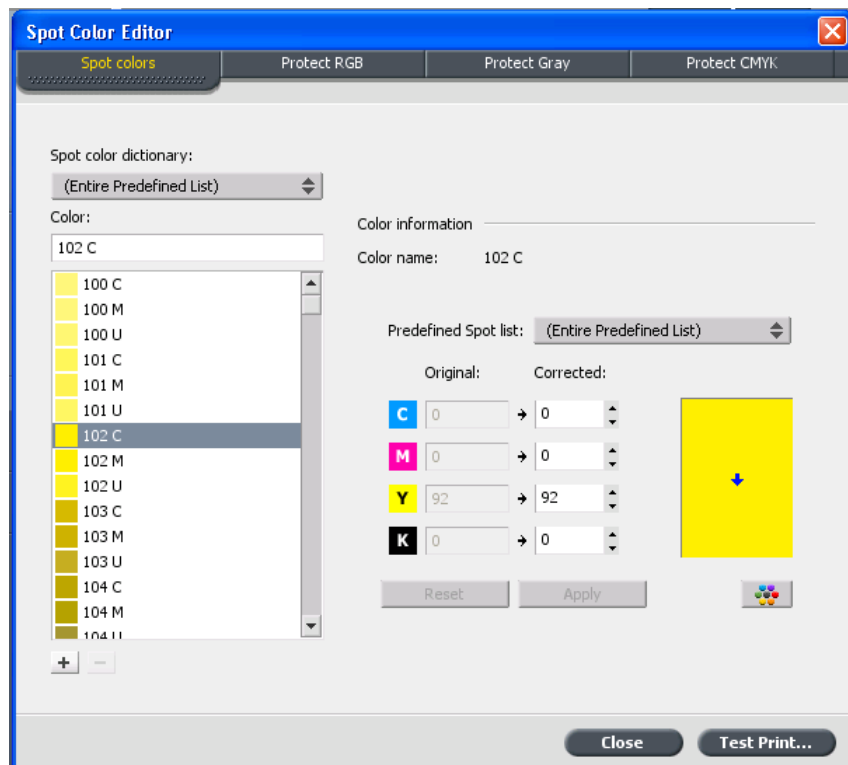 Spot Color Editor
Spot colors Protect RGB Protect Gray Protect CMYK
Spot color dictionary:
(Entire Predefined List)
Color:
102 C
100 C
100 M
100 U
101 C
101 M
101 U
102 C
102 M
102 U
103 C
103 M
103 U
104 C
104 M
104 U
Color information
Color name: 102 C
Predefined Spot list: (Entire Predefined List)
Original: Corrected:
C 0 0
M 0 0
Y 92 92
K 0 0
Reset Apply
Close Test Print...